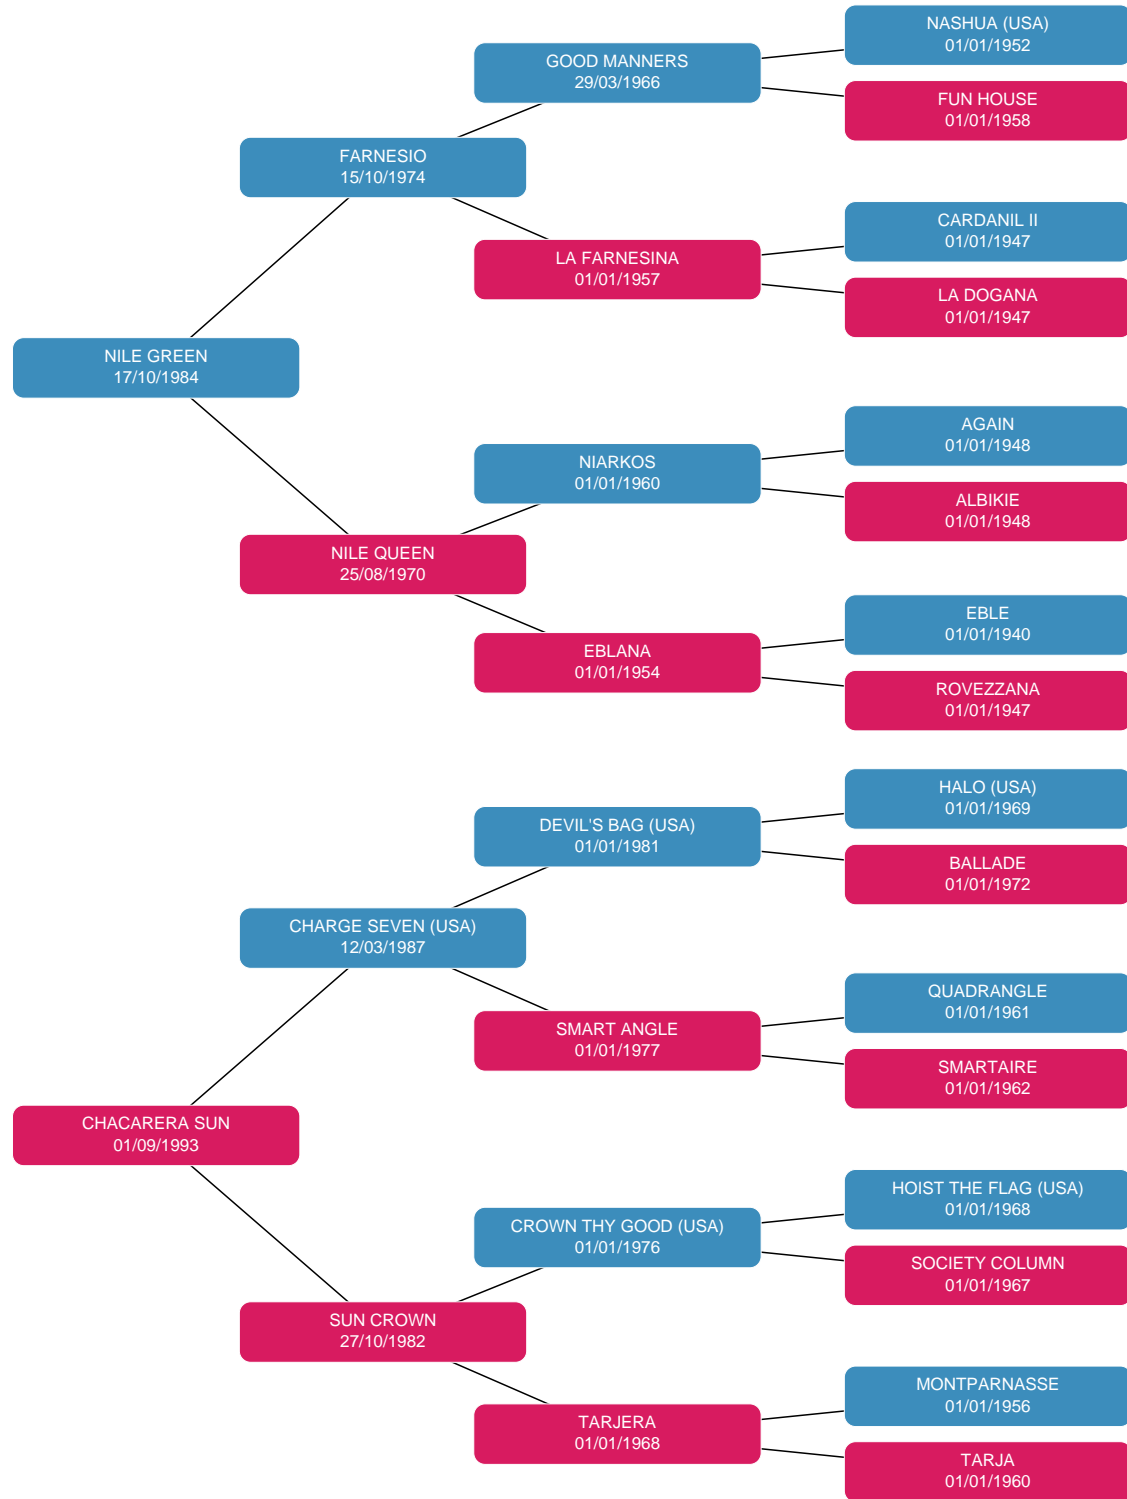 NASHUA (USA)
01/01/1952
GOOD MANNERS
29/03/1966
FUN HOUSE
01/01/1958
FARNESIO
15/10/1974
CARDANIL II
01/01/1947
LA FARNESINA
01/01/1957
LA DOGANA
01/01/1947
NILE GREEN
17/10/1984
AGAIN
01/01/1948
NIARKOS
01/01/1960
ALBIKIE
01/01/1948
NILE QUEEN
25/08/1970
EBLE
01/01/1940
EBLANA
01/01/1954
ROVEZZANA
01/01/1947
HALO (USA)
01/01/1969
DEVIL'S BAG (USA)
01/01/1981
BALLADE
01/01/1972
CHARGE SEVEN (USA)
12/03/1987
QUADRANGLE
01/01/1961
SMART ANGLE
01/01/1977
SMARTAIRE
01/01/1962
CHACARERA SUN
01/09/1993
HOIST THE FLAG (USA)
01/01/1968
CROWN THY GOOD (USA)
01/01/1976
SOCIETY COLUMN
01/01/1967
SUN CROWN
27/10/1982
MONTPARNASSE
01/01/1956
TARJERA
01/01/1968
TARJA
01/01/1960